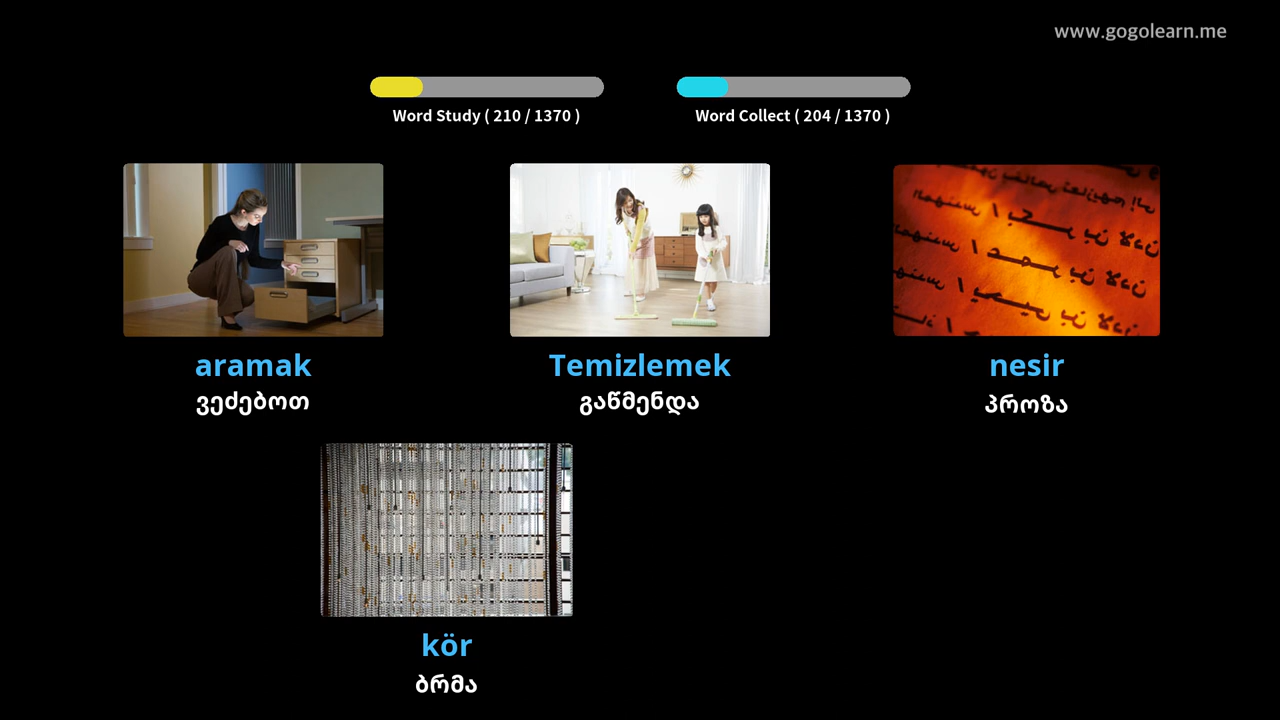 www.gogolearn.me
Word Study ( 210 / 1370 )
Word Collect ( 204 / 1370 )
aramak
ვეძებოთ
Temizlemek
გაწმენდა
nesir
პროზა
kör
ბრმა